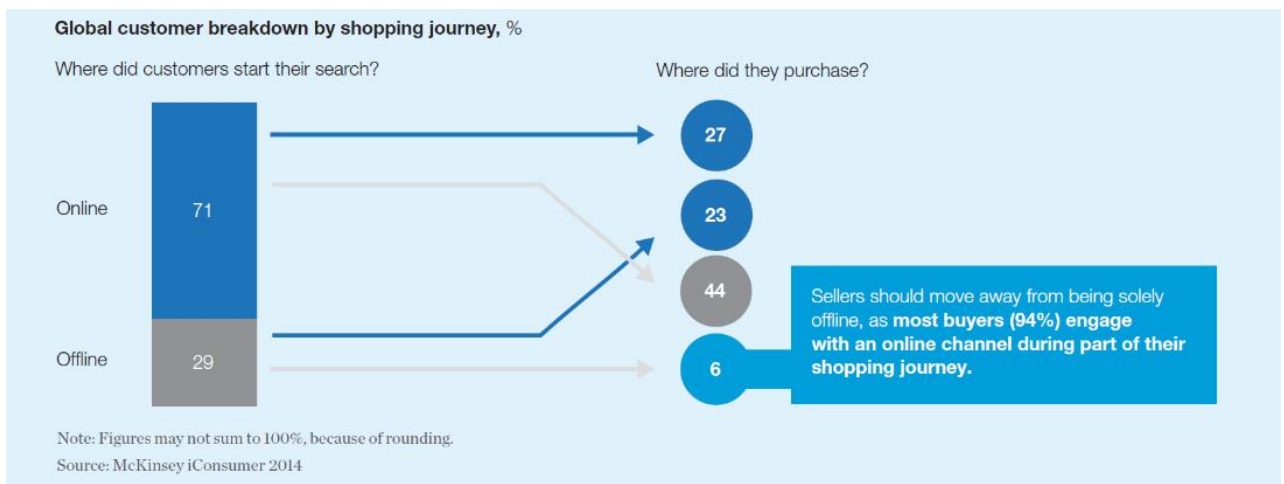 Global customer breakdown by shopping journey, %
Where did customers start their search?
Where did they purchase?
Online
71
Offline
29
27
23
44
6
Sellers should move away from being solely
offline, as most buyers (94%) engage
with an online channel during part of their
shopping journey.
Note: Figures may not sum to 100%, because of rounding.
Source: McKinsey iConsumer 2014